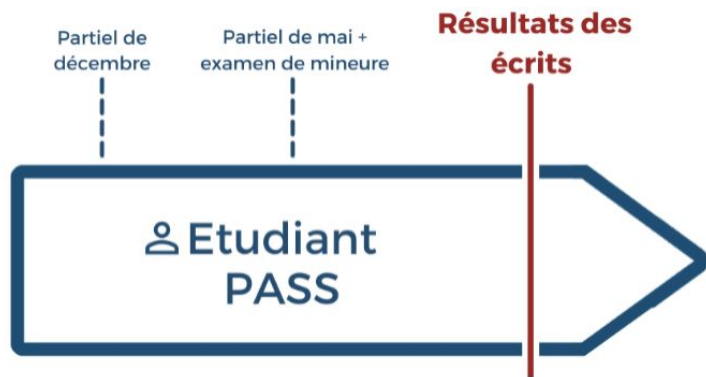 Partiel de
décembre
Partiel de mai +
examen de mineure
Résultats des
écrits
Etudiant
PASS